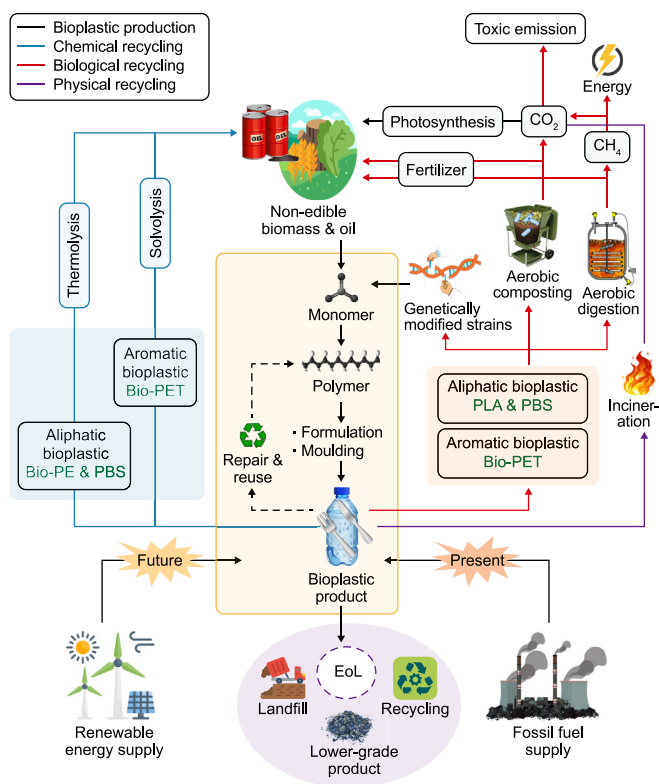 Bioplastic production
Chemical recycling
Biological recycling
Physical recycling
Toxic emission
Energy
Photosynthesis
CO2
CH4
OIL
OIL
OIL
Fertilizer
Non-edible
biomass & oil
Thermolysis
Solvolysis
Monomer
Genetically
modified strains
Aerobic
composting
Aerobic
digestion
Aromatic
bioplastic
Bio-PET
Polymer
Aliphatic bioplastic
PLA & PBS
Inciner-
ation
Aliphatic
bioplastic
Bio-PE & PBS
· Formulation
· Moulding
Aromatic bioplastic
Bio-PET
Repair &
reuse
Future
Present
Bioplastic
product
EoL
Landfill
Recycling
Lower-grade
product
Renewable
energy supply
Fossil fuel
supply